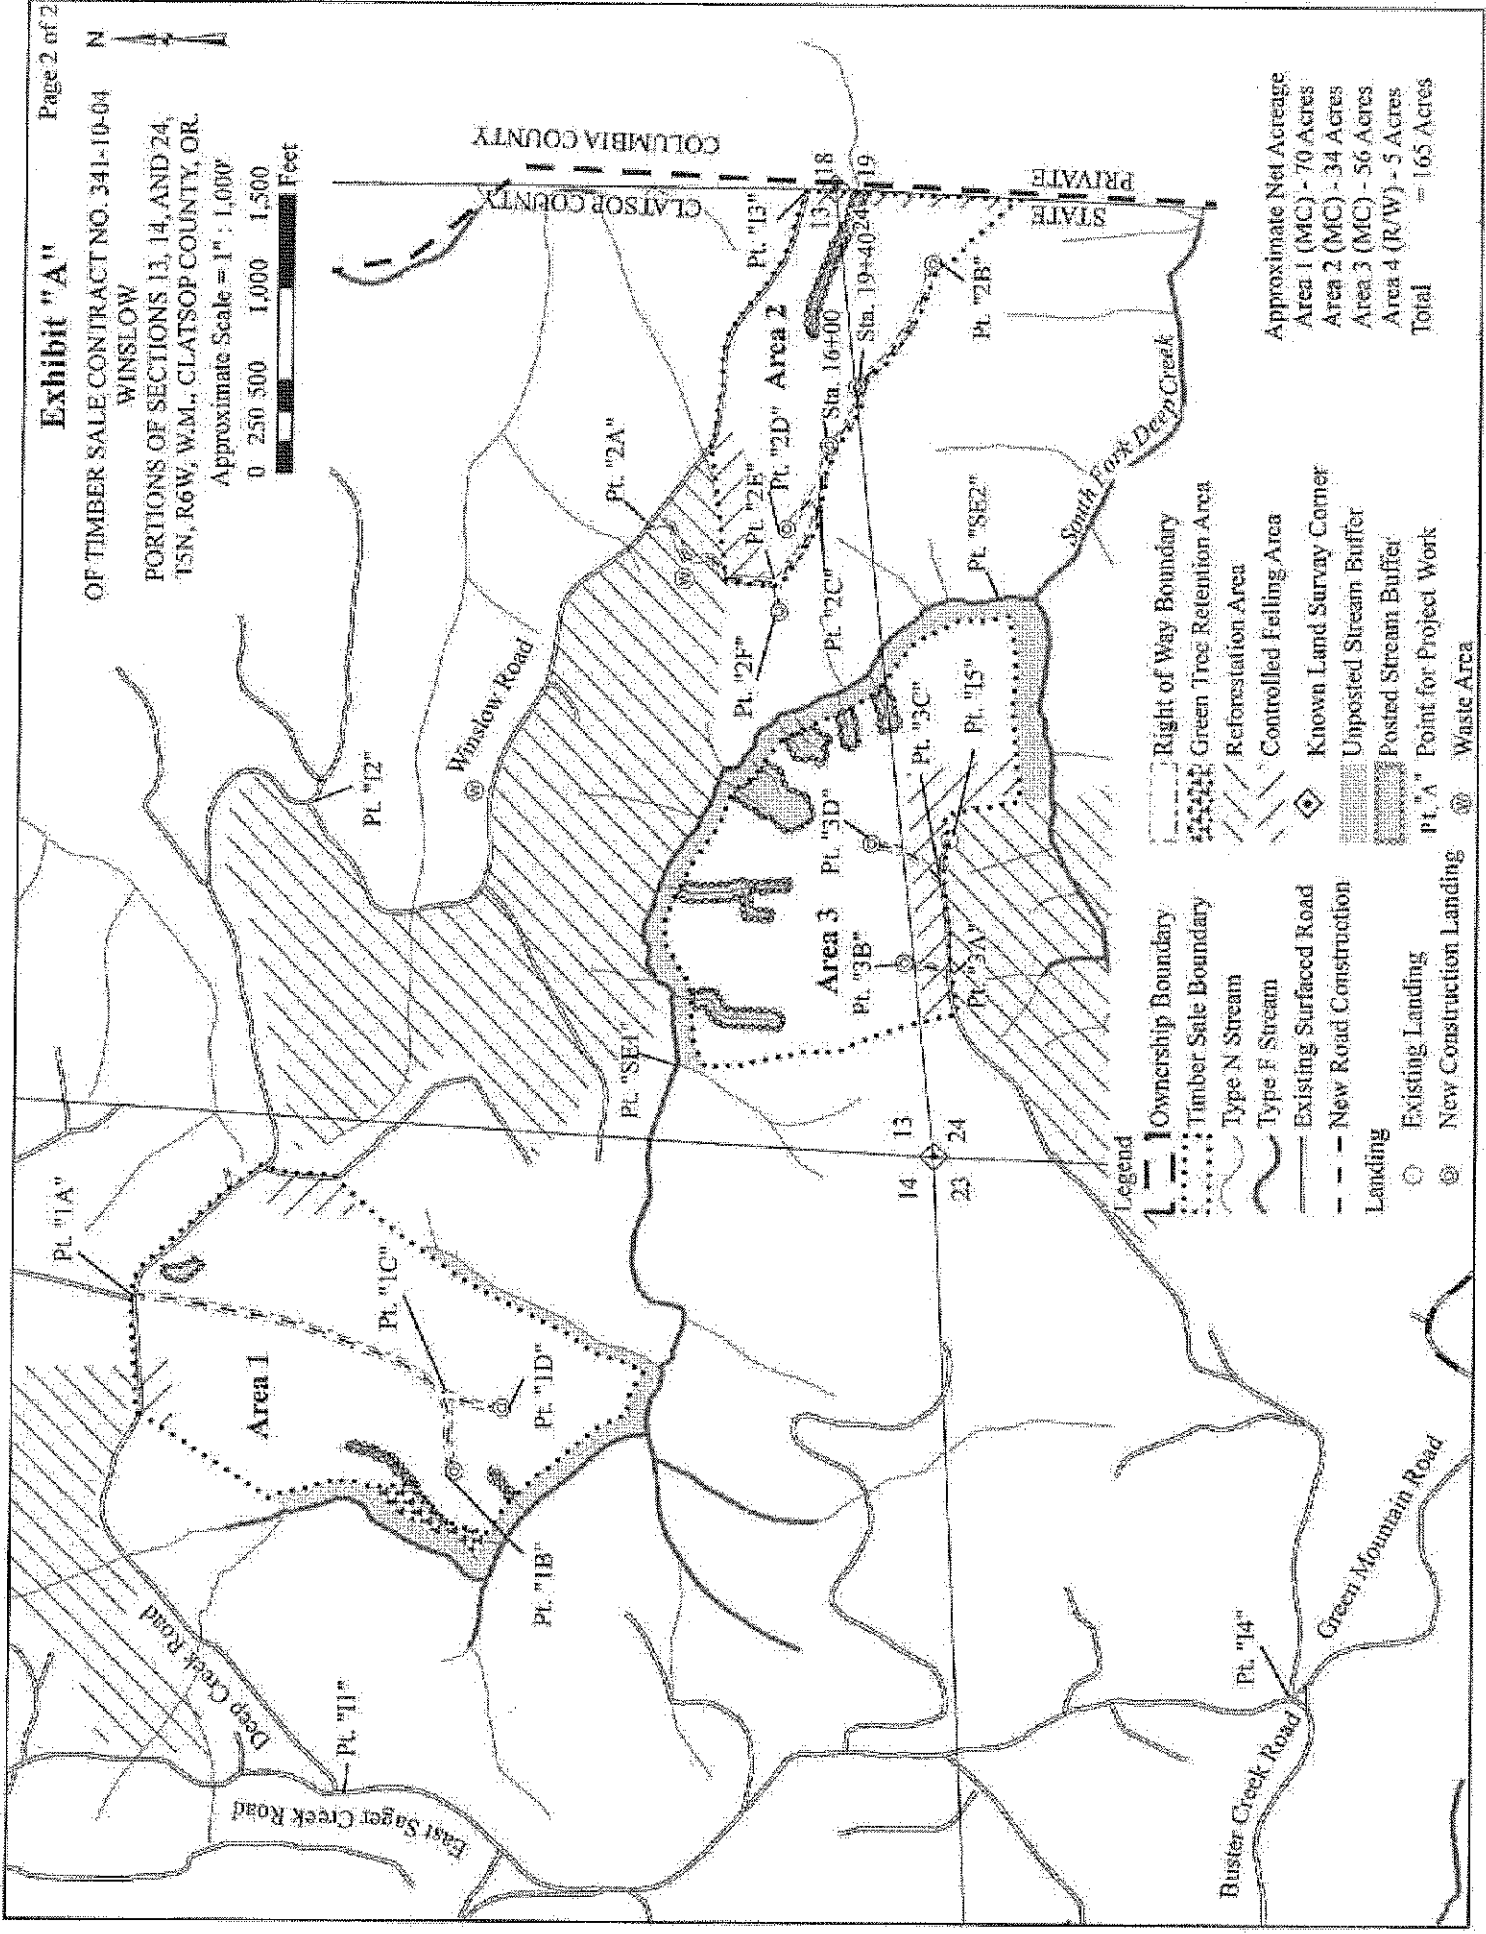 Exhibit "A"
Page 2 of 2
OF TIMBER SALE CONTRACT NO. 341-10-04
WINSLOW
PORTIONS OF SECTIONS 13, 14, AND 24,
T5N, R6W, W.M., CLATSOP COUNTY, OR.
Approximate Scale = 1" : 1,000'
0 250 500 1,000 1,500
Feet
N
COLUMBIA COUNTY
CLATSOP COUNTY
PRIVATE
STATE
Pt. "1A"
Area 1
Pt. "1C"
Pt. "1D"
Pt. "1B"
Deep Creek Road
Pt. "I1"
East Sager Creek Road
Pt. "I2"
Winslow Road
W
W
W
Pt. "2A"
Pt. "I3"
13
18
24
19
Area 2
Pt. "2E"
Pt. "2D"
Sta. 16+00
Sta. 19+40
Pt. "2B"
Pt. "2F"
Pt. "2C"
Pt. "SE2"
South Fork Deep Creek
Pt. "SE1"
Area 3
Pt. "3D"
Pt. "3B"
Pt. "3C"
Pt. "I5"
Pt. "3A"
14
13
23
24
Pt. "I4"
Buster Creek Road
Green Mountain Road
Legend
Ownership Boundary
Timber Sale Boundary
Type N Stream
Type F Stream
Existing Surfaced Road
New Road Construction
Landing
Existing Landing
New Construction Landing
Right of Way Boundary
Green Tree Retention Area
Reforestation Area
Controlled Felling Area
Known Land Survay Corner
Unposted Stream Buffer
Posted Stream Buffer
Pt. "A" Point for Project Work
W Waste Area
Approximate Net Acreage
Area 1 (MC) - 70 Acres
Area 2 (MC) - 34 Acres
Area 3 (MC) - 56 Acres
Area 4 (R/W) - 5 Acres
Total = 165 Acres